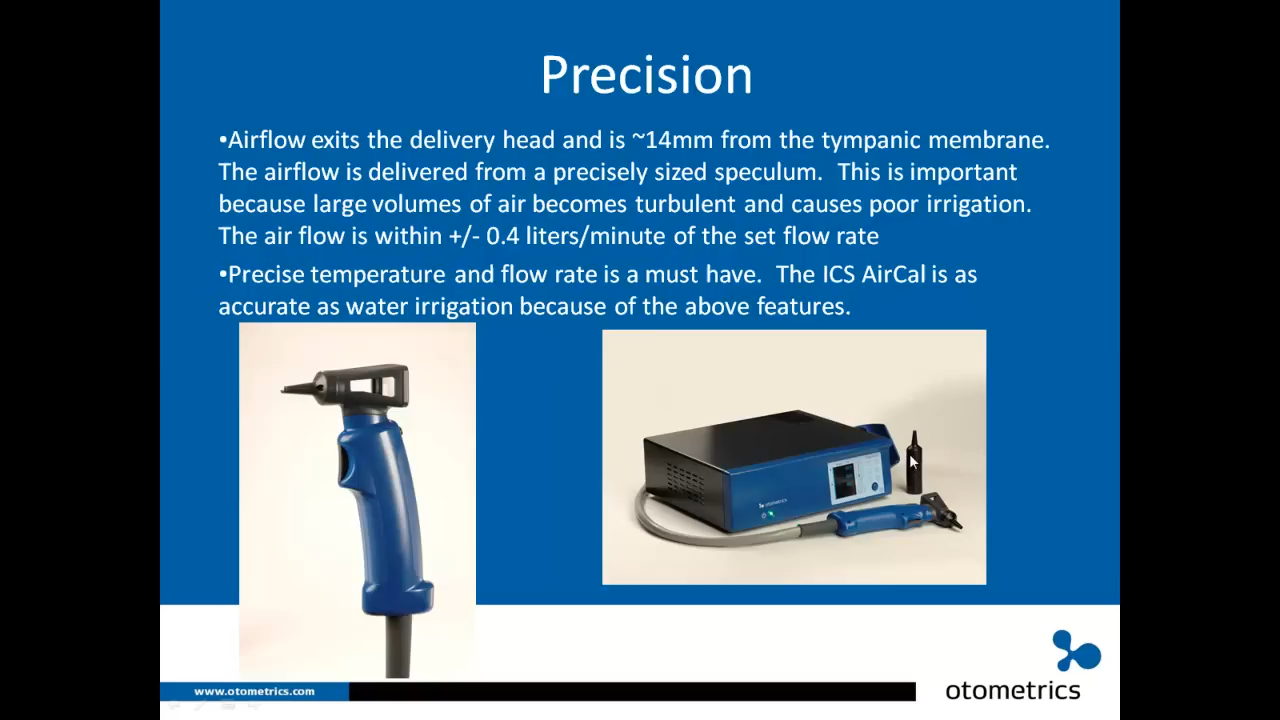 Precision
•Airflow exits the delivery head and is ~14mm from the tympanic membrane.
The airflow is delivered from a precisely sized speculum.  This is important
because large volumes of air becomes turbulent and causes poor irrigation.
The air flow is within +/- 0.4 liters/minute of the set flow rate
•Precise temperature and flow rate is a must have.  The ICS AirCal is as
accurate as water irrigation because of the above features.
otometrics
www.otometrics.com
otometrics